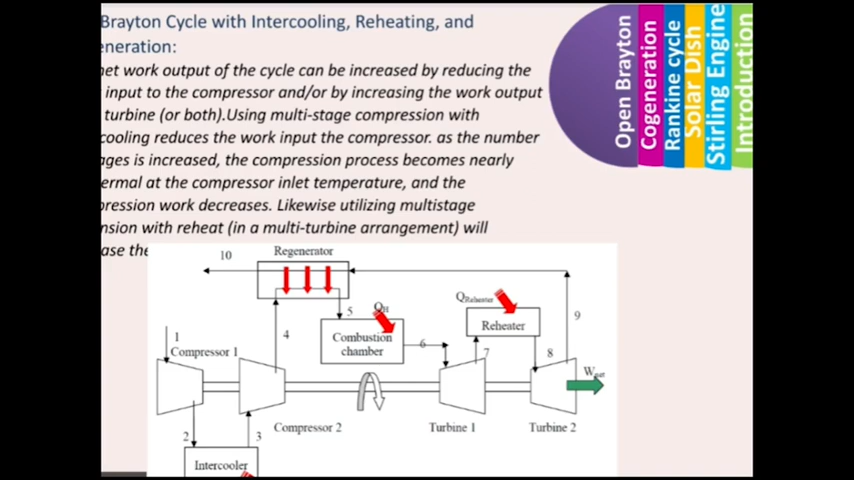 Brayton Cycle with Intercooling, Reheating, and
eneration:
net work output of the cycle can be increased by reducing the
input to the compressor and/or by increasing the work output
turbine (or both).Using multi-stage compression with
cooling reduces the work input the compressor. as the number
ages is increased, the compression process becomes nearly
ermal at the compressor inlet temperature, and the
pression work decreases. Likewise utilizing multistage
nsion with reheat (in a multi-turbine arrangement) will
ase the
Open Brayton
Cogeneration
Rankine cycle
Solar Dish
Stirling Engine
Introduction
10
Regenerator
1
Compressor 1
4
5
QH
Combustion
chamber
6
QReheater
Reheater
7
8
9
Wnet
2
3
Compressor 2
Turbine 1
Turbine 2
Intercooler